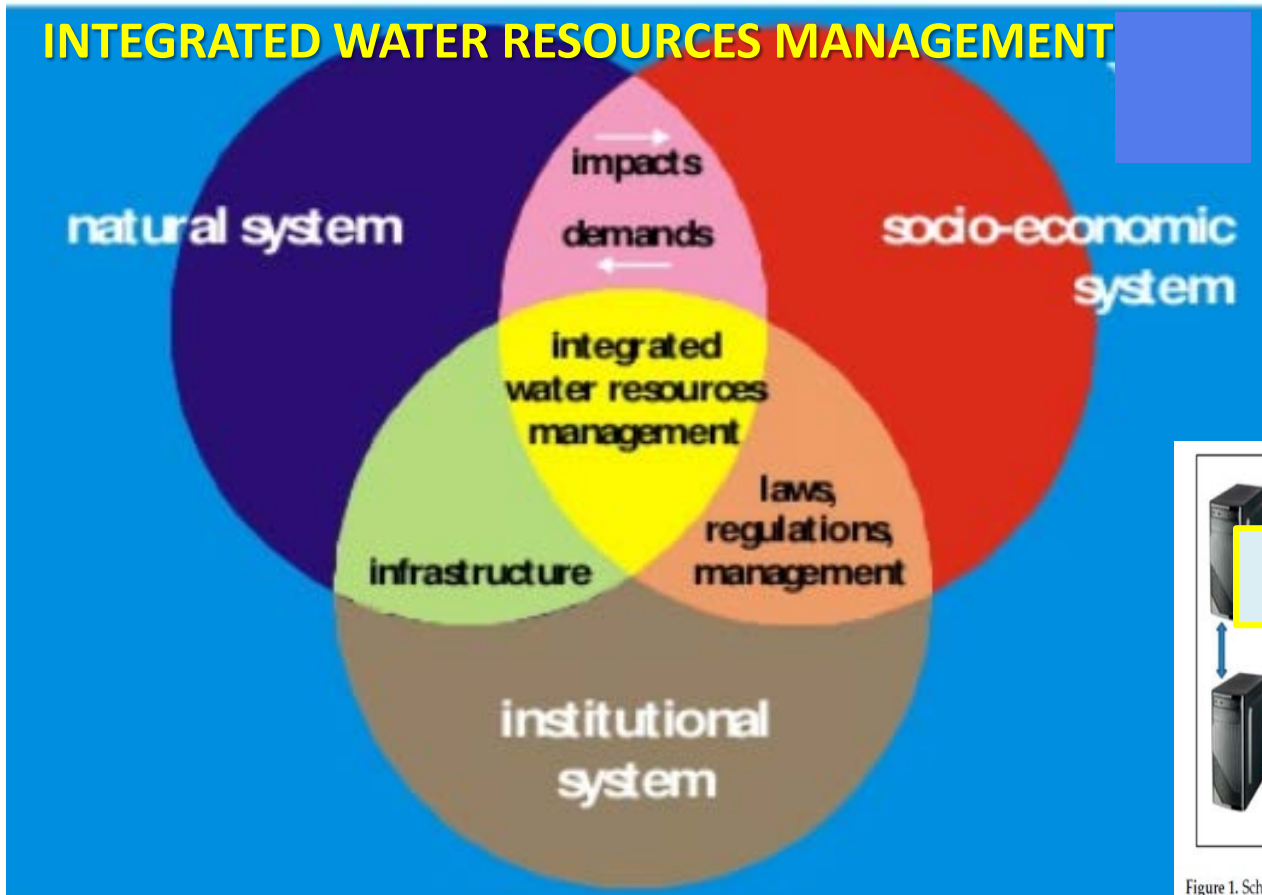 INTEGRATED WATER RESOURCES MANAGEMENT
impacts
natural system
demands
socio-economic
system
integrated
water resources
management
laws,
regulations,
management
infrastructure
institutional
system
Figure 1. Sch